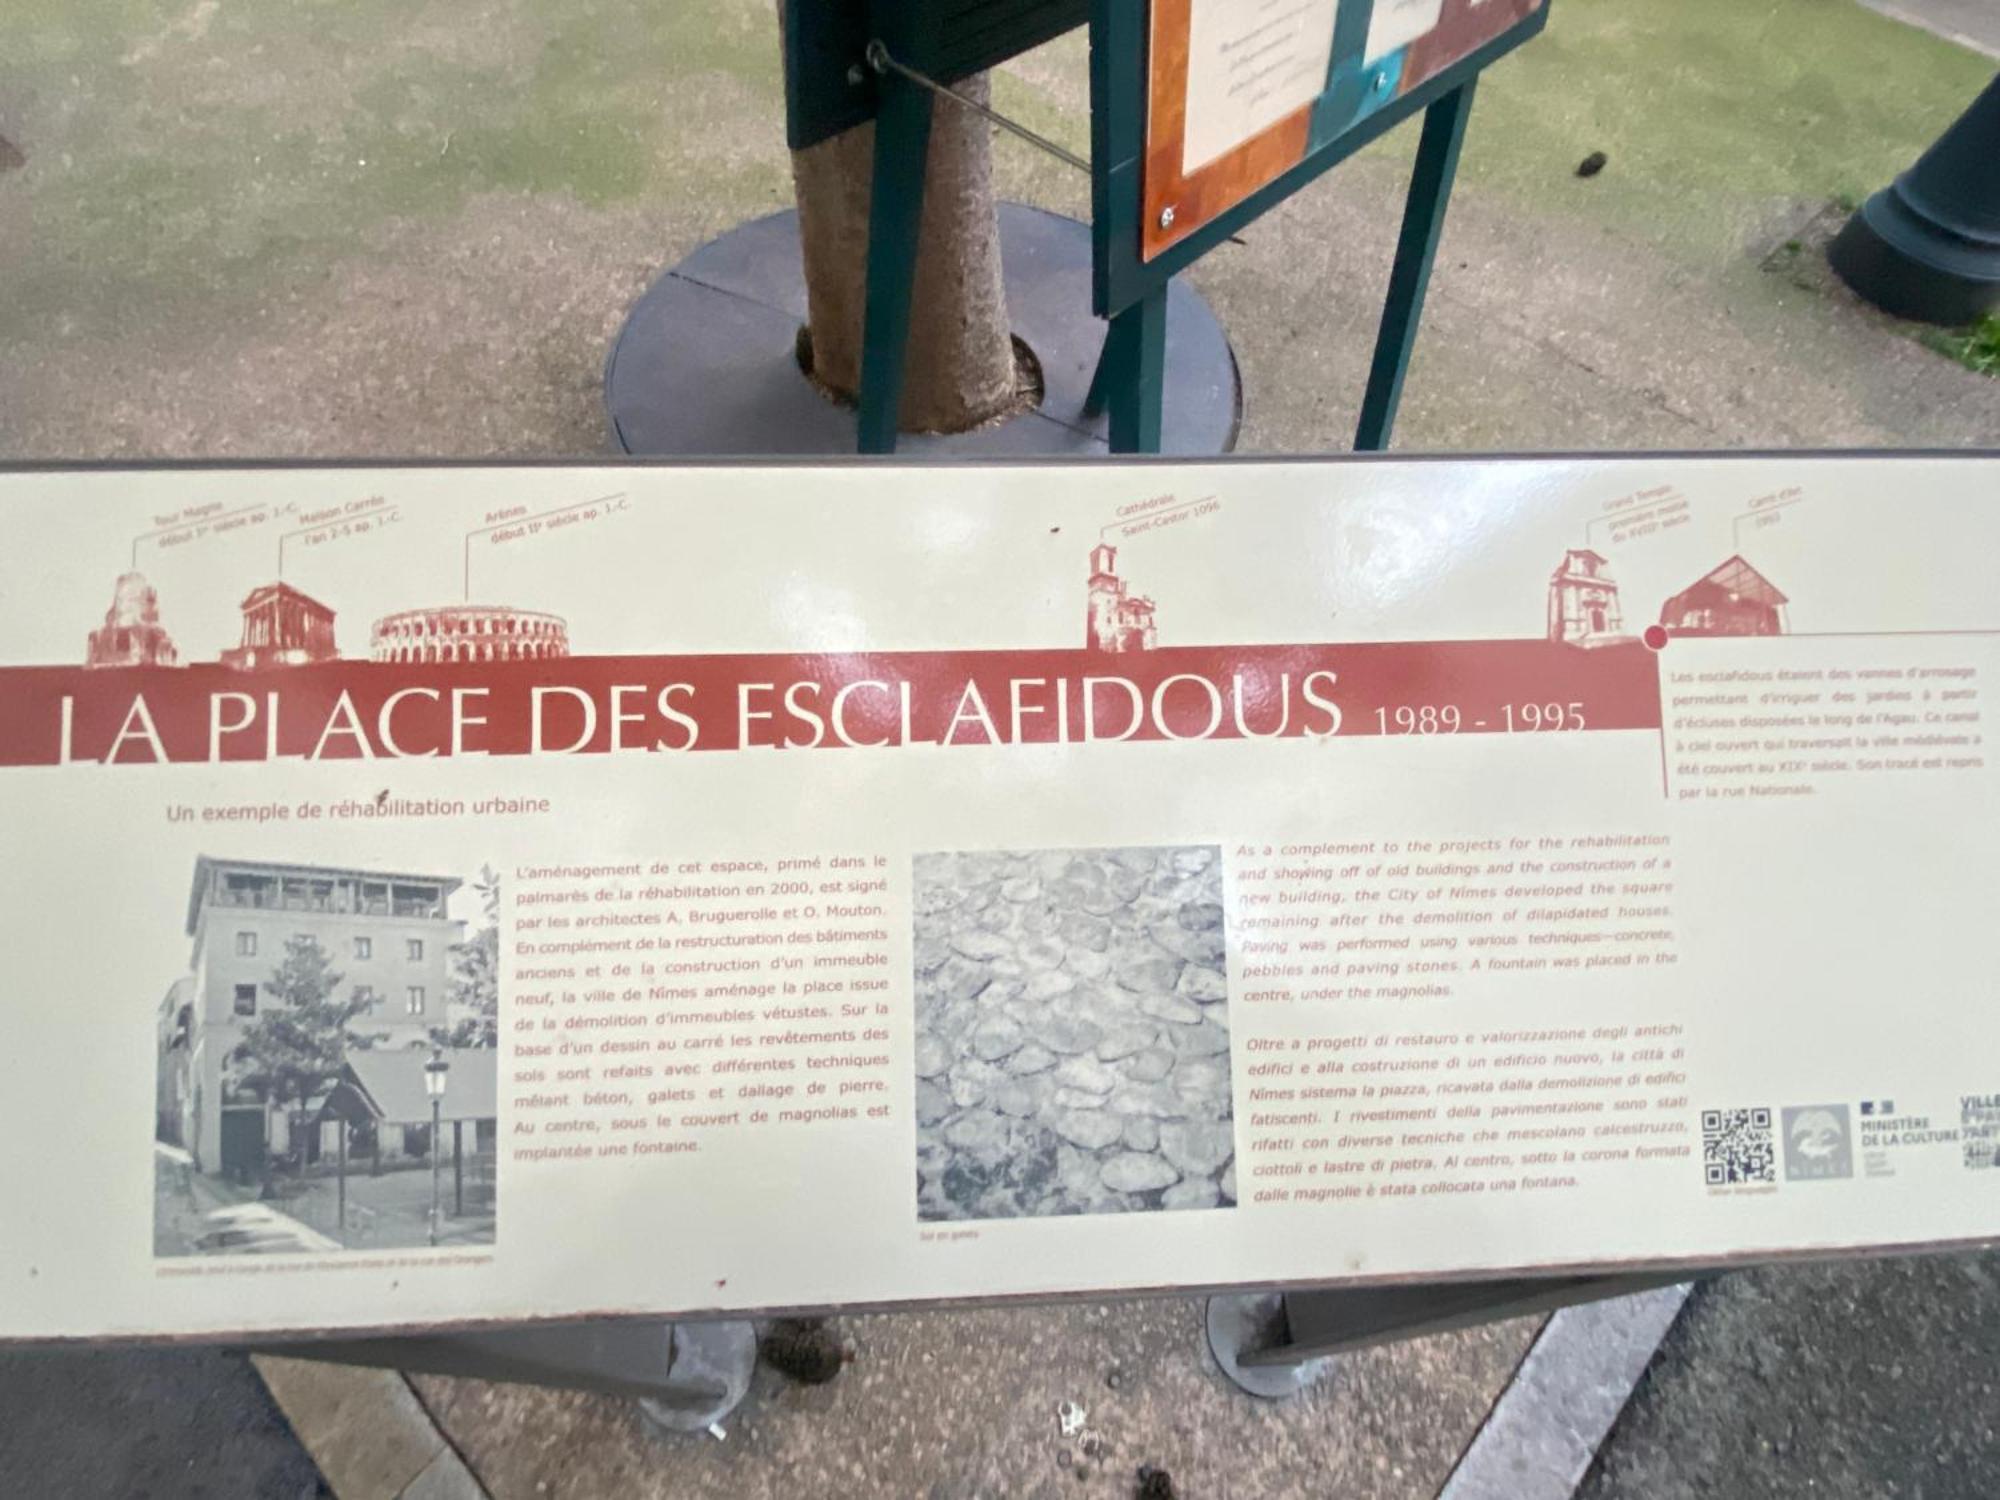 Tour Magne
début Iᵉʳ siècle ap. J.-C.
Maison Carrée
l'an 2-5 ap. J.-C.
Arènes
début IIᵉ siècle ap. J.-C.
Cathédrale
Saint-Castor 1096
Grand Temple
première moitié
du XVIIIᵉ siècle
Carré d'Art
1993
LA PLACE DES ESCLAFIDOUS 1989 - 1995
Les esclafidous étaient des vannes d'arrosage
permettant d'irriguer des jardins à partir
d'écluses disposées le long de l'Agau. Ce canal
à ciel ouvert qui traversait la ville médiévale a
été couvert au XIXᵉ siècle. Son tracé est repris
par la rue Nationale.
Un exemple de réhabilitation urbaine
L'aménagement de cet espace, primé dans le
palmarès de la réhabilitation en 2000, est signé
par les architectes A. Bruguerolle et O. Mouton.
En complément de la restructuration des bâtiments
anciens et de la construction d'un immeuble
neuf, la ville de Nîmes aménage la place issue
de la démolition d'immeubles vétustes. Sur la
base d'un dessin au carré les revêtements des
sols sont refaits avec différentes techniques
mêlant béton, galets et dallage de pierre.
Au centre, sous le couvert de magnolias est
implantée une fontaine.
Sol en galets
As a complement to the projects for the rehabilitation
and showing off of old buildings and the construction of a
new building, the City of Nîmes developed the square
remaining after the demolition of dilapidated houses.
Paving was performed using various techniques—concrete,
pebbles and paving stones. A fountain was placed in the
centre, under the magnolias.
Oltre a progetti di restauro e valorizzazione degli antichi
edifici e alla costruzione di un edificio nuovo, la città di
Nîmes sistema la piazza, ricavata dalla demolizione di edifici
fatiscenti. I rivestimenti della pavimentazione sono stati
rifatti con diverse tecniche che mescolano calcestruzzo,
ciottoli e lastre di pietra. Al centro, sotto la corona formata
dalle magnolie è stata collocata una fontana.
Other languages
NÎMES
MINISTÈRE
DE LA CULTURE
VILLE